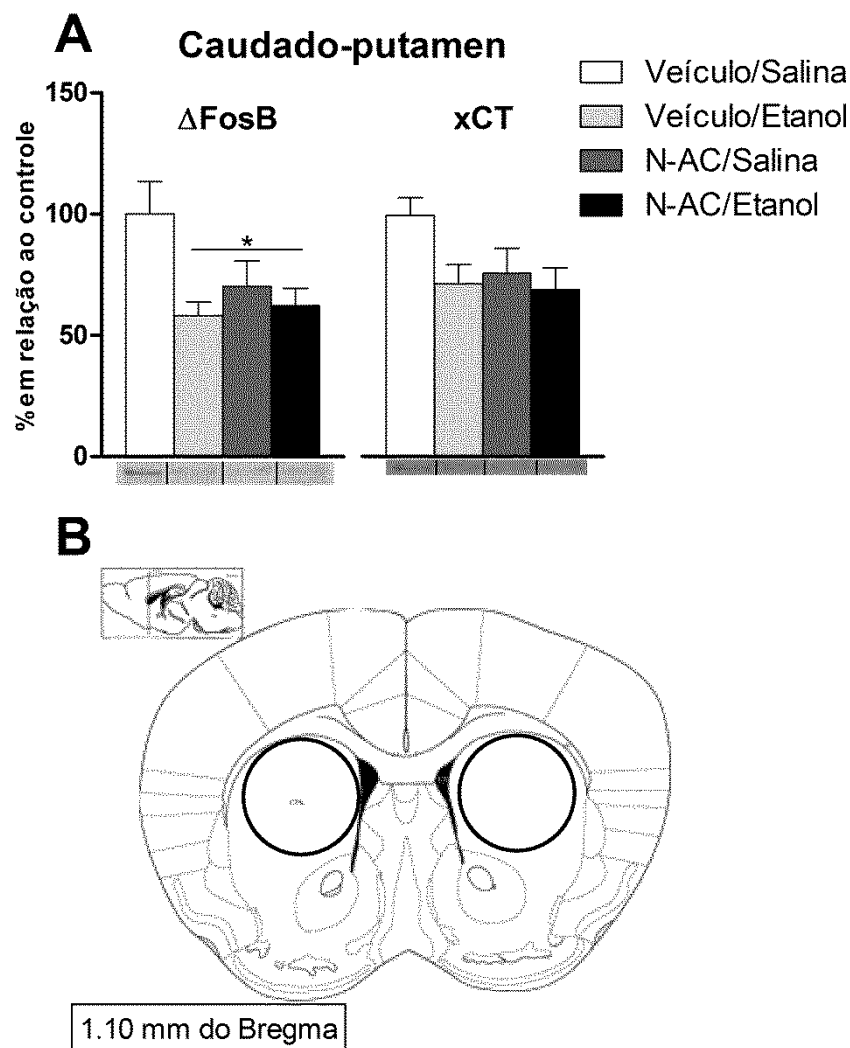 A
Caudado-putamen
Veículo/Salina
Veículo/Etanol
N-AC/Salina
N-AC/Etanol
ΔFosB
xCT
% em relação ao controle
150
100
50
0
*
B
1.10 mm do Bregma